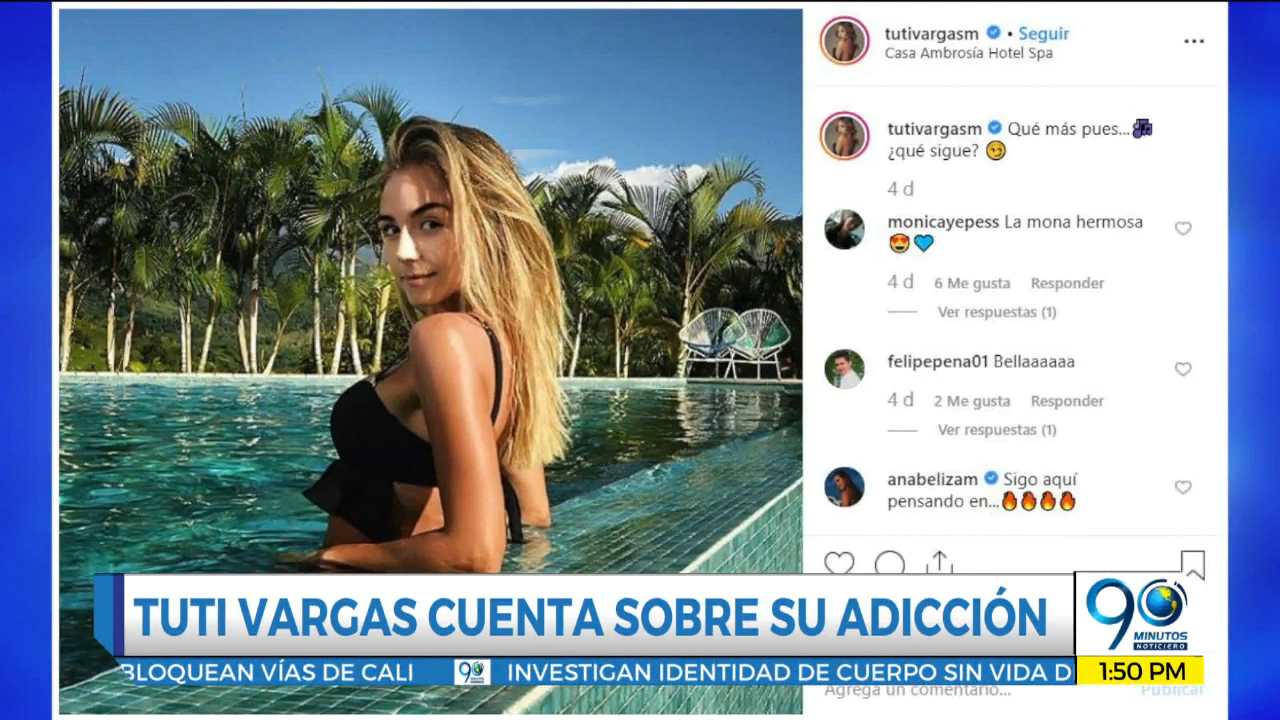 tutivargasm • Seguir
Casa Ambrosía Hotel Spa
tutivargasm Qué más pues...
¿qué sigue?
4 d
monicayepess La mona hermosa
4 d 6 Me gusta Responder
Ver respuestas (1)
felipepena01 Bellaaaaaa
4 d 2 Me gusta Responder
Ver respuestas (1)
anabelizam Sigo aquí
pensando en...
TUTI VARGAS CUENTA SOBRE SU ADICCIÓN
90
MINUTOS
NOTICIERO
BLOQUEAN VÍAS DE CALI 90 INVESTIGAN IDENTIDAD DE CUERPO SIN VIDA D
1:50 PM
Agrega un comentario...
Publicar